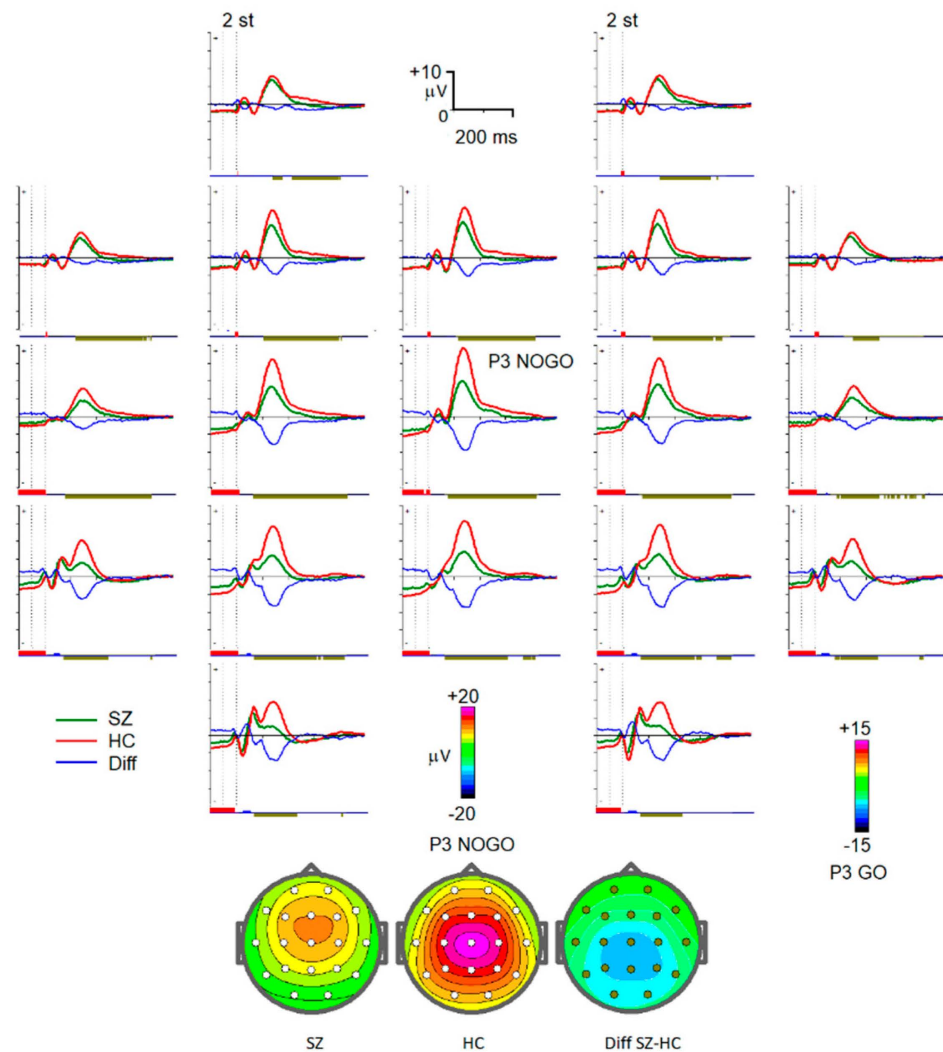 2 st
2 st
+10
μV
0
200 ms
P3 NOGO
SZ
HC
Diff
+20
μV
-20
P3 NOGO
+15
-15
P3 GO
SZ
HC
Diff SZ-HC